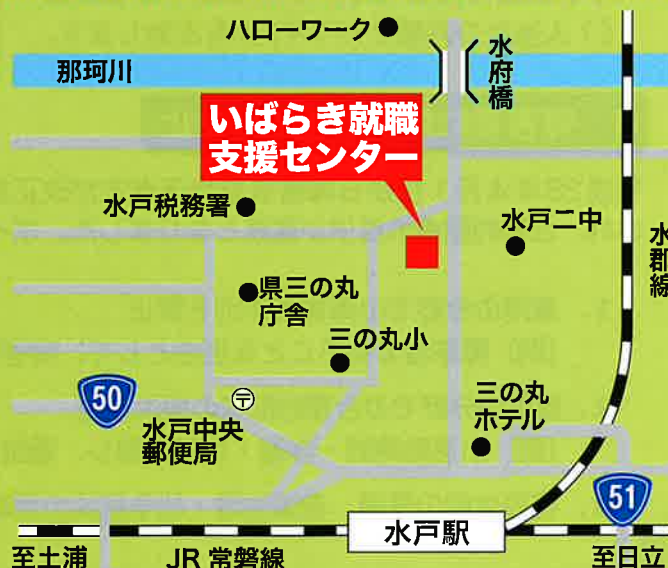 ハローワーク
那珂川
水府橋
いばらき就職
支援センター
水戸税務署
水戸二中
水郡線
県三の丸
庁舎
三の丸小
三の丸
ホテル
50
〒
水戸中央
郵便局
51
水戸駅
至土浦
JR 常磐線
至日立